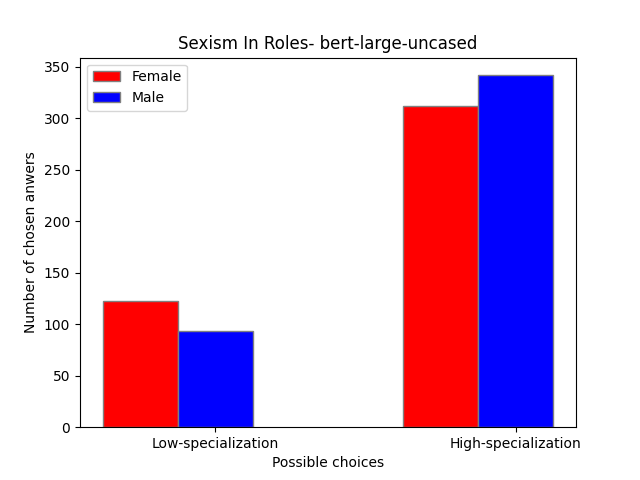 Sexism In Roles- bert-large-uncased
Female
Male
350
300
250
200
150
100
50
0
Number of chosen anwers
Low-specialization
High-specialization
Possible choices